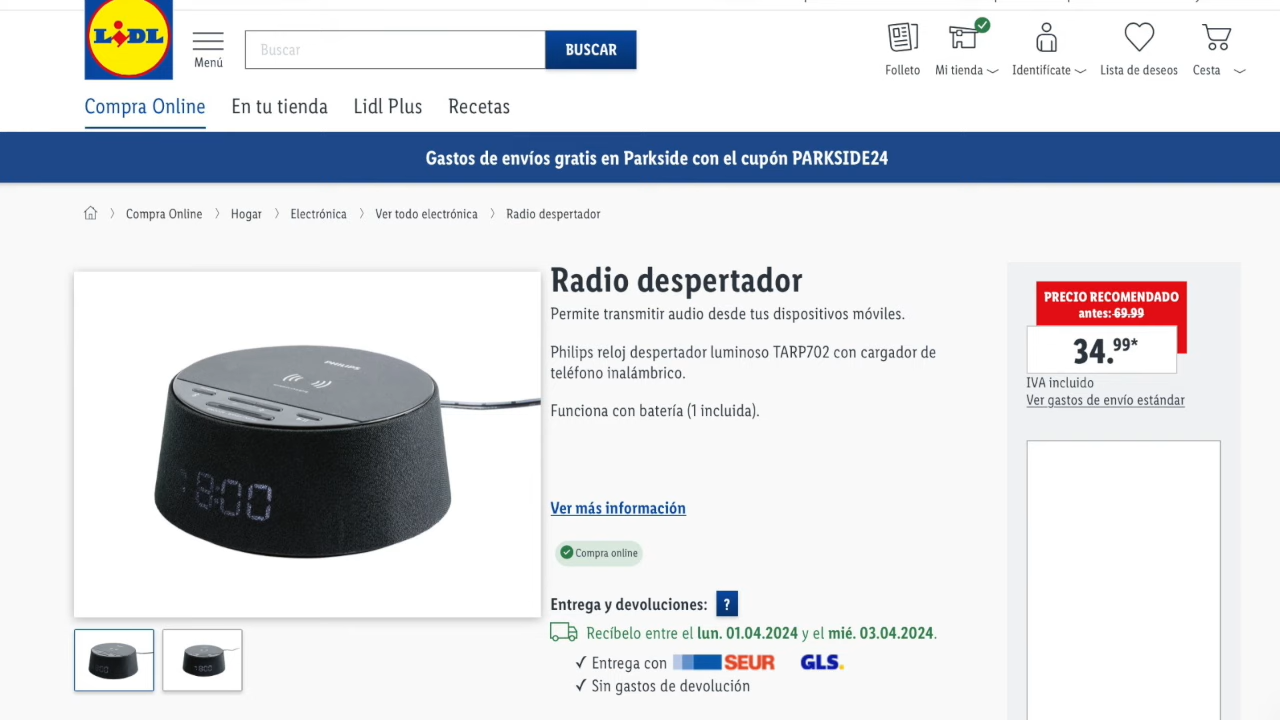 LIDL
Menú
Buscar
BUSCAR
Folleto
Mi tienda
Identifícate
Lista de deseos
Cesta
Compra Online
En tu tienda
Lidl Plus
Recetas
Gastos de envíos gratis en Parkside con el cupón PARKSIDE24
Compra Online
Hogar
Electrónica
Ver todo electrónica
Radio despertador
PHILIPS
8:00
Radio despertador
Permite transmitir audio desde tus dispositivos móviles.
Philips reloj despertador luminoso TARP702 con cargador de
teléfono inalámbrico.
Funciona con batería (1 incluida).
Ver más información
Compra online
Entrega y devoluciones: ?
Recíbelo entre el lun. 01.04.2024 y el mié. 03.04.2024.
✓ Entrega con SEUR GLS.
✓ Sin gastos de devolución
PRECIO RECOMENDADO
antes: 69.99
34.99*
IVA incluido
Ver gastos de envío estándar